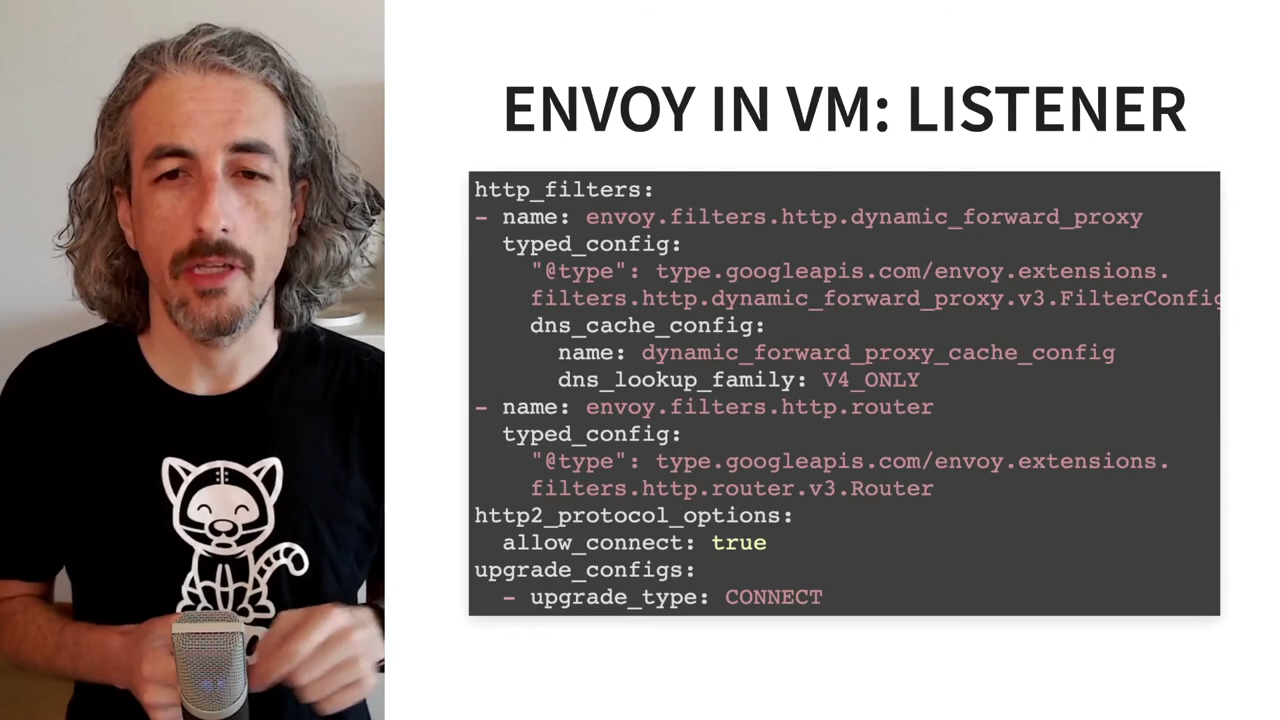 ENVOY IN VM: LISTENER
http_filters:
- name: envoy.filters.http.dynamic_forward_proxy
typed_config:
"@type": type.googleapis.com/envoy.extensions.
filters.http.dynamic_forward_proxy.v3.FilterConfig
dns_cache_config:
name: dynamic_forward_proxy_cache_config
dns_lookup_family: V4_ONLY
- name: envoy.filters.http.router
typed_config:
"@type": type.googleapis.com/envoy.extensions.
filters.http.router.v3.Router
http2_protocol_options:
allow_connect: true
upgrade_configs:
- upgrade_type: CONNECT